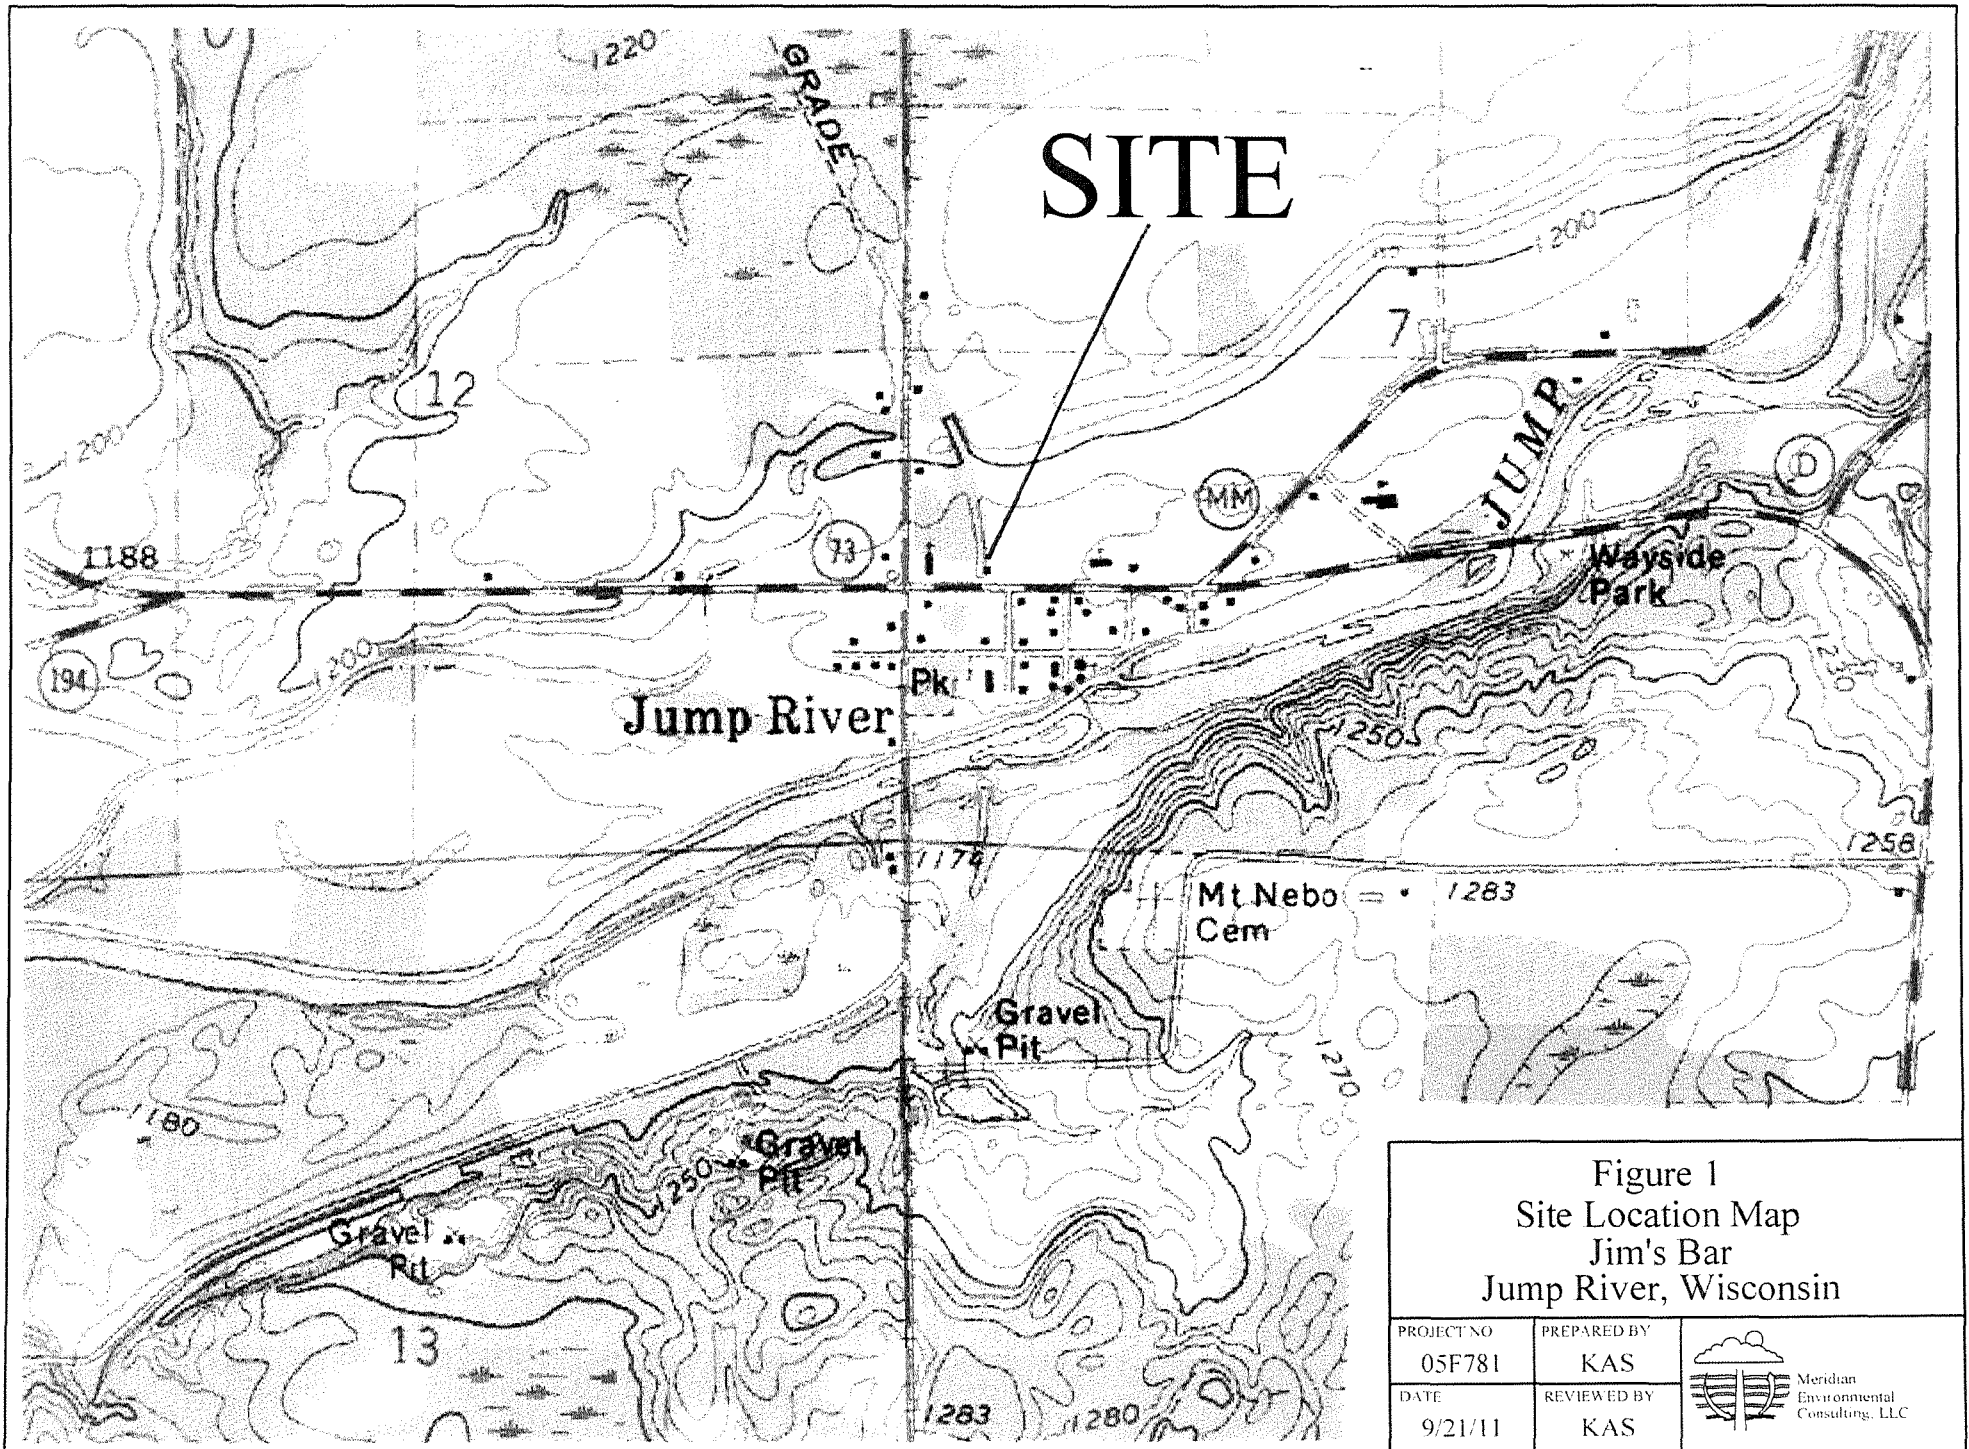 1220
GRADE
SITE
1200
7
12
JUMP
1200
D
MM
73
1188
Wayside
Park
1200
194
1230
Pk
Jump River
1250
1174
1258
Mt Nebo
Cem
1283
Gravel
Pit
1270
1180
Gravel
Pit
1250
Gravel
Pit
13
1283
1280
Figure 1
Site Location Map
Jim's Bar
Jump River, Wisconsin
PROJECT NO
05F781
PREPARED BY
KAS
DATE
9/21/11
REVIEWED BY
KAS
Meridian
Environmental
Consulting, LLC